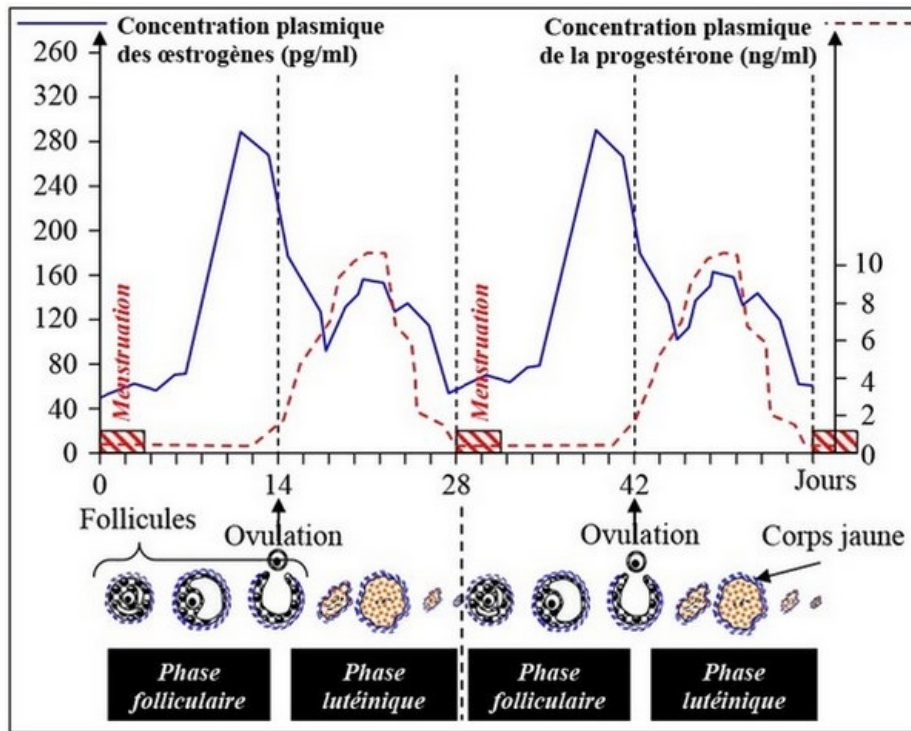 Concentration plasmique
des œstrogènes (pg/ml)
Concentration plasmique
de la progestérone (ng/ml)
260
320
280
240
200
160
120
80
40
0
10
8
6
4
2
0
Menstruation
Menstruation
0
14
28
42
Jours
Follicules
Ovulation
Ovulation
Corps jaune
Phase
folliculaire
Phase
lutéinique
Phase
folliculaire
Phase
lutéinique